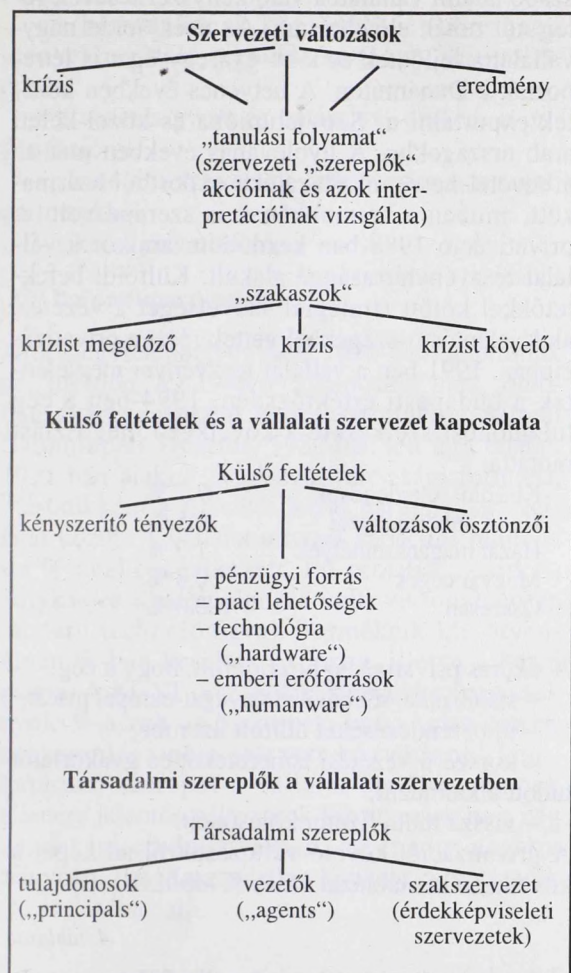 Szervezeti változások
krízis
eredmény
„tanulási folyamat“
(szervezeti „szereplők“
akcióinak és azok inter-
pretációinak vizsgálata)
„szakaszok“
krízist megelőző
krízis
krízist követő
Külső feltételek és a vállalati szervezet kapcsolata
Külső feltételek
kényszerítő tényezők
változások ösztönzői
– pénzügyi forrás
– piaci lehetőségek
– technológia
(„hardware“)
– emberi erőforrások
(„humanware“)
Társadalmi szereplők a vállalati szervezetben
Társadalmi szereplők
tulajdonosok
(„principals“)
vezetők
(„agents“)
szakszervezet
(érdekképviseleti
szervezetek)